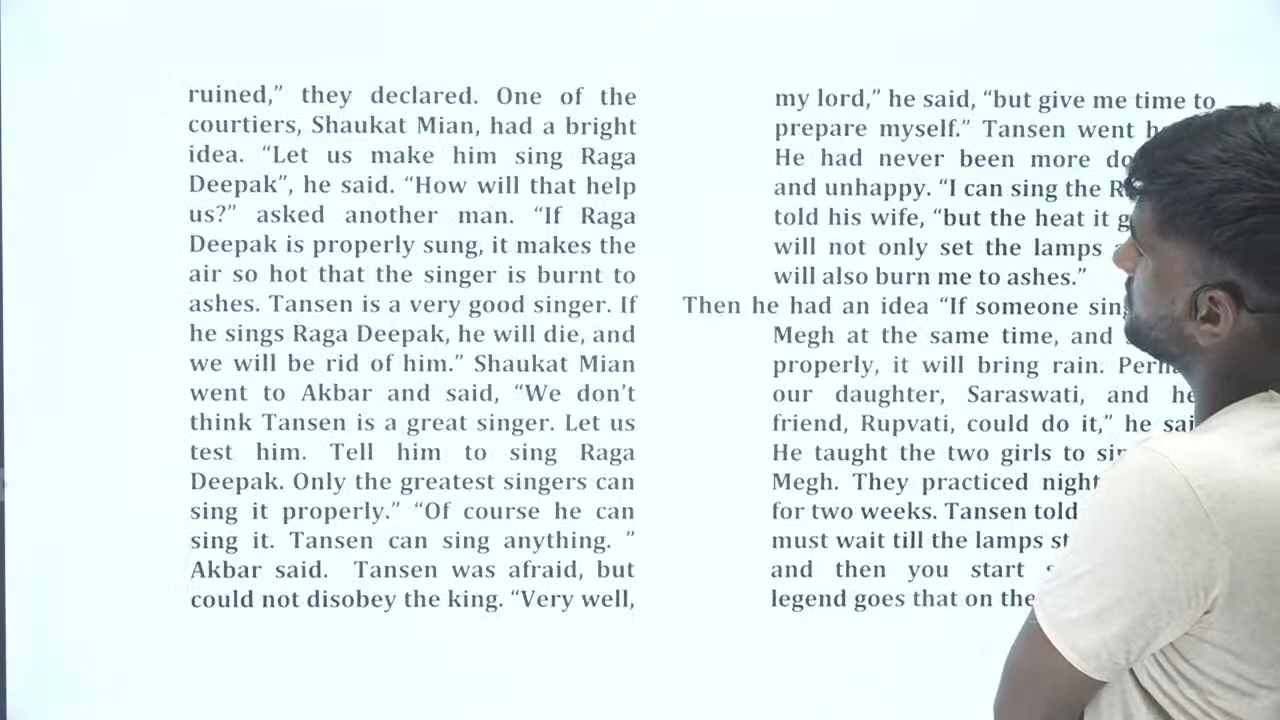 ruined,” they declared. One of the
courtiers, Shaukat Mian, had a bright
idea. “Let us make him sing Raga
Deepak”, he said. “How will that help
us?” asked another man. “If Raga
Deepak is properly sung, it makes the
air so hot that the singer is burnt to
ashes. Tansen is a very good singer. If
he sings Raga Deepak, he will die, and
we will be rid of him.” Shaukat Mian
went to Akbar and said, “We don’t
think Tansen is a great singer. Let us
test him. Tell him to sing Raga
Deepak. Only the greatest singers can
sing it properly.” “Of course he can
sing it. Tansen can sing anything. ”
Akbar said. Tansen was afraid, but
could not disobey the king. “Very well,
my lord,” he said, “but give me time to
prepare myself.” Tansen went
He had never been more
and unhappy. “I can sing the
told his wife, “but the heat it
will not only set the lamps
will also burn me to ashes.”
Then he had an idea “If someone
Megh at the same time, and
properly, it will bring rain.
our daughter, Saraswati, and
friend, Rupvati, could do it,” he
He taught the two girls to
Megh. They practiced night
for two weeks. Tansen told
must wait till the lamps
and then you start
legend goes that on the